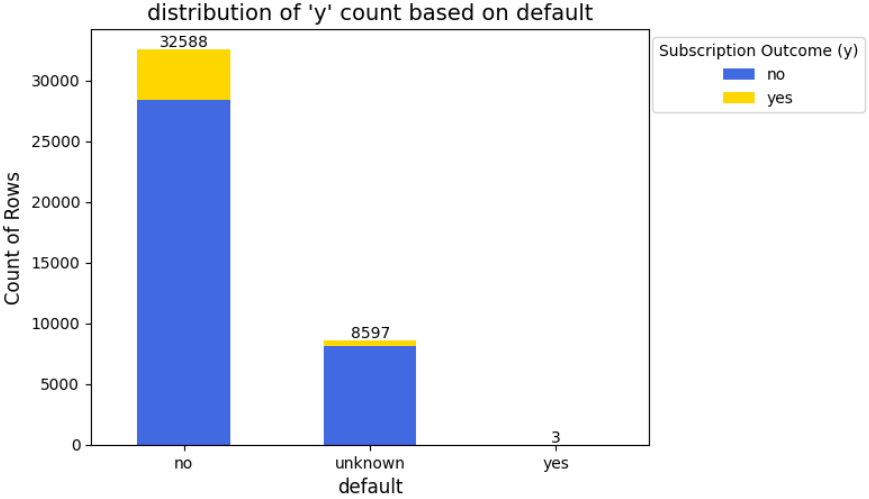 distribution of 'y' count based on default
32588
Subscription Outcome (y)
no
yes
30000
25000
20000
15000
10000
5000
0
Count of Rows
8597
3
no
unknown
yes
default